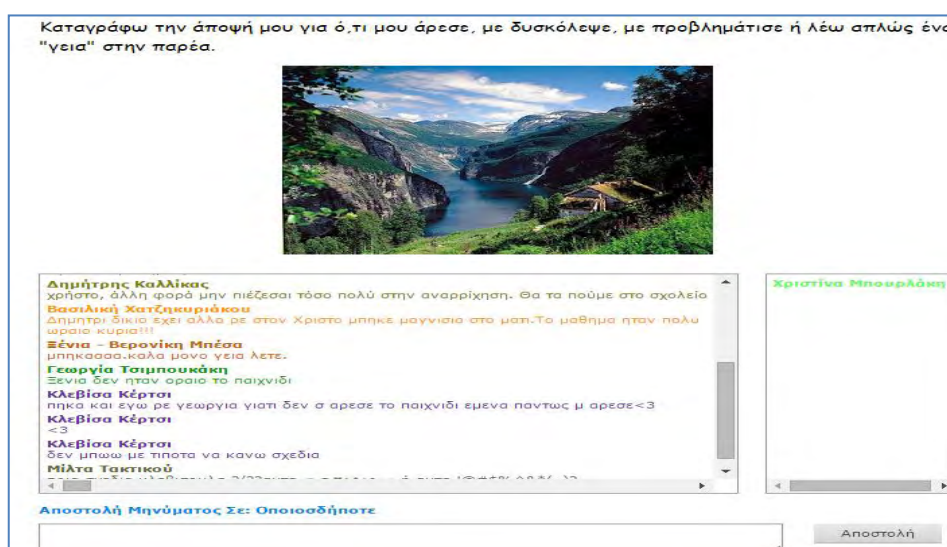 Καταγράφω την άποψή μου για ό,τι μου άρεσε, με δυσκόλεψε, με προβλημάτισε ή λέω απλώς ένα
"γεια" στην παρέα.
Δημήτρης Καλλίκας
χρήστο, άλλη φορά μην πιέζεσαι τόσο πολύ στην αναρρίχηση. Θα τα πούμε στο σχολείο
Βασιλική Χατζηκυριάκου
Δημητρι δικιο εχει αλλα ρε στον Χριστο μπηκε μαγνισια στο ματι.Το μαθημα ηταν πολυ
ωραιο κυρια!!!
Ξένια - Βερονίκη Μπέσα
μπηκαααα.καλα μονο γεια λετε.
Γεωργία Τσιμπουκάκη
Ξενια δεν ηταν οραιο το παιχνιδι
Κλεβίσα Κέρτσι
πηκα και εγω ρε γεωργια γιατι δεν σ αρεσε το παιχνιδι εμενα παντως μ αρεσε<3
Κλεβίσα Κέρτσι
<3
Κλεβίσα Κέρτσι
δεν μπωω με τιποτα να κανω σχεδια
Μίλτα Τακτικού
Χριστίνα Μπουρλάκη
Αποστολή Μηνύματος Σε: Οποιοσδήποτε
Αποστολή